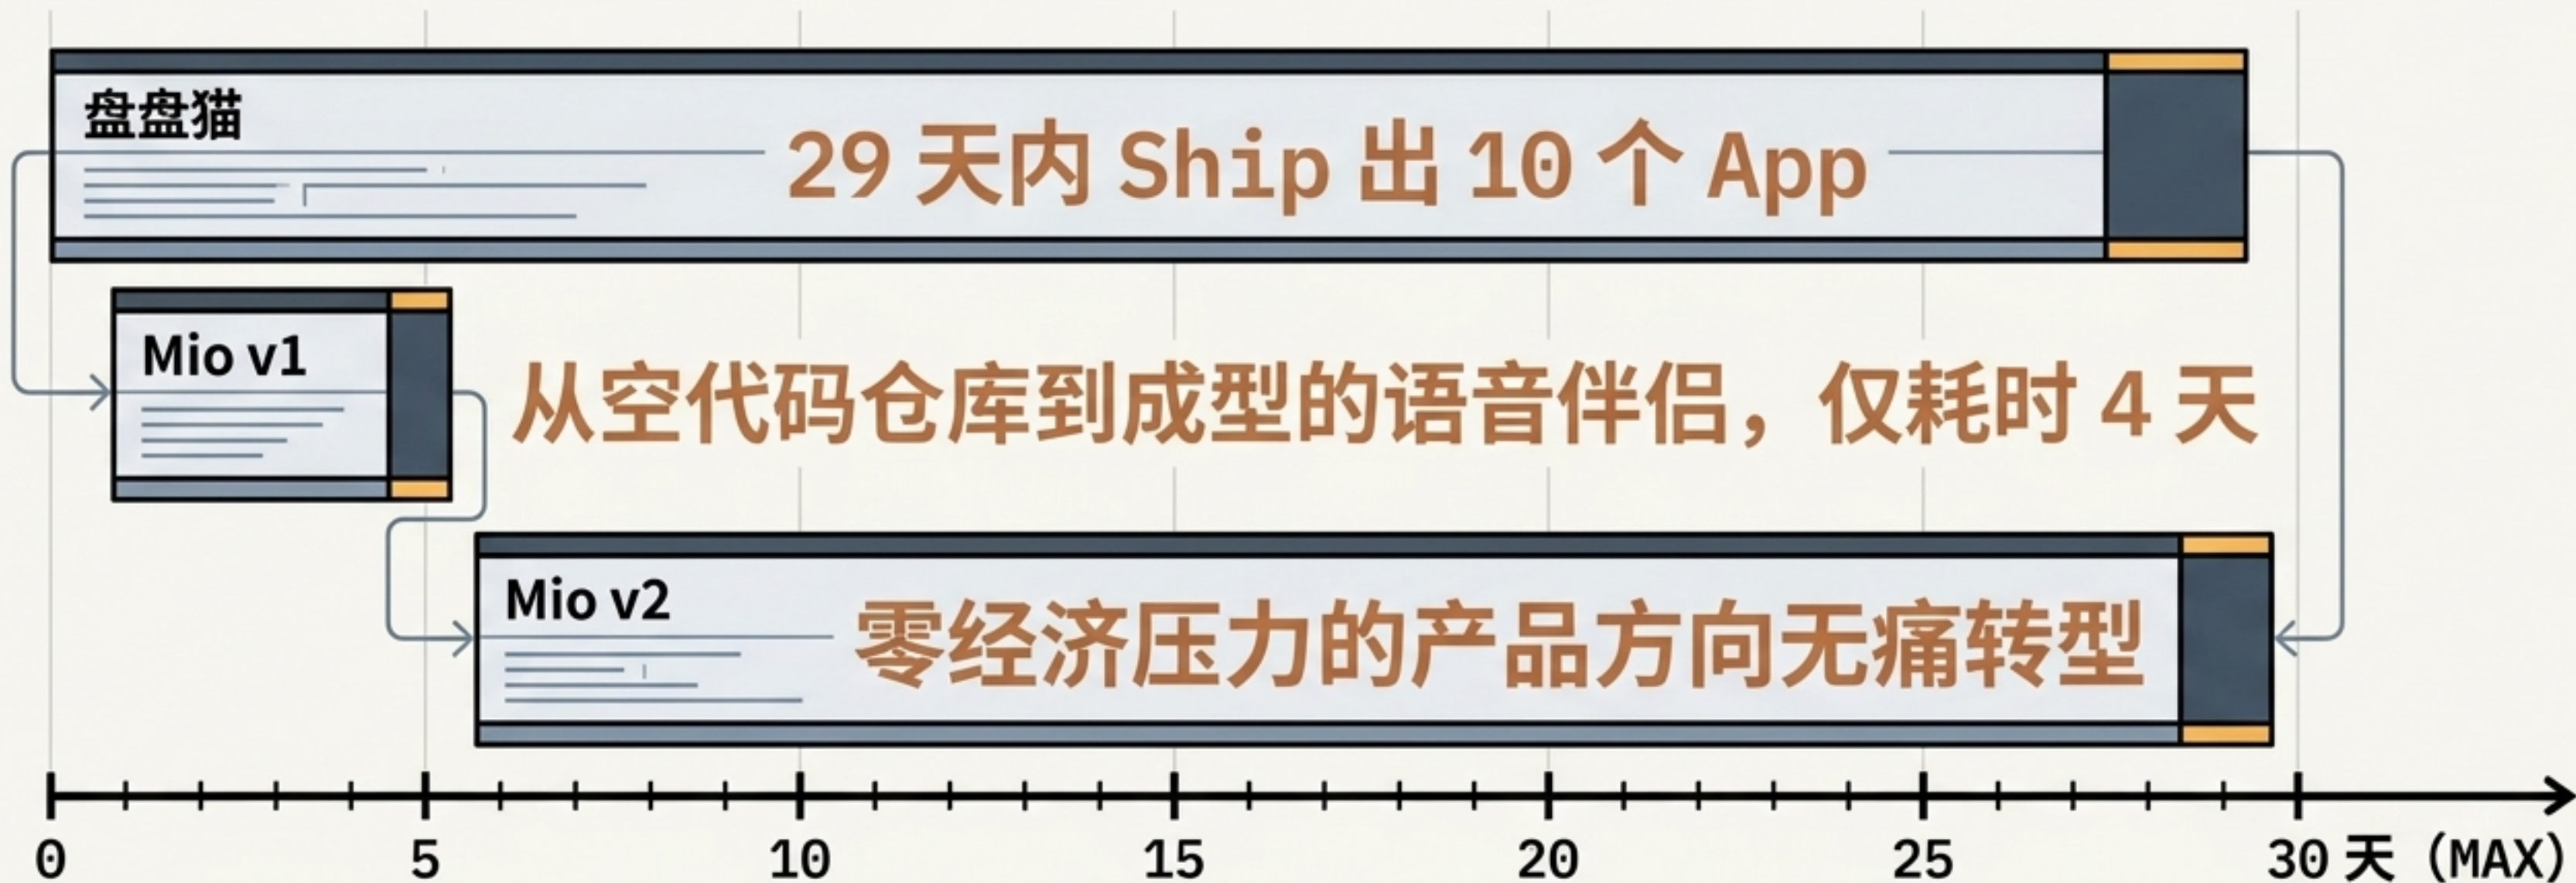 盘盘猫
29 天内 Ship 出 10 个 App
Mio v1
从空代码仓库到成型的语音伴侣，仅耗时 4 天
Mio v2
零经济压力的产品方向无痛转型
0 5 10 15 20 25 30 天（MAX）